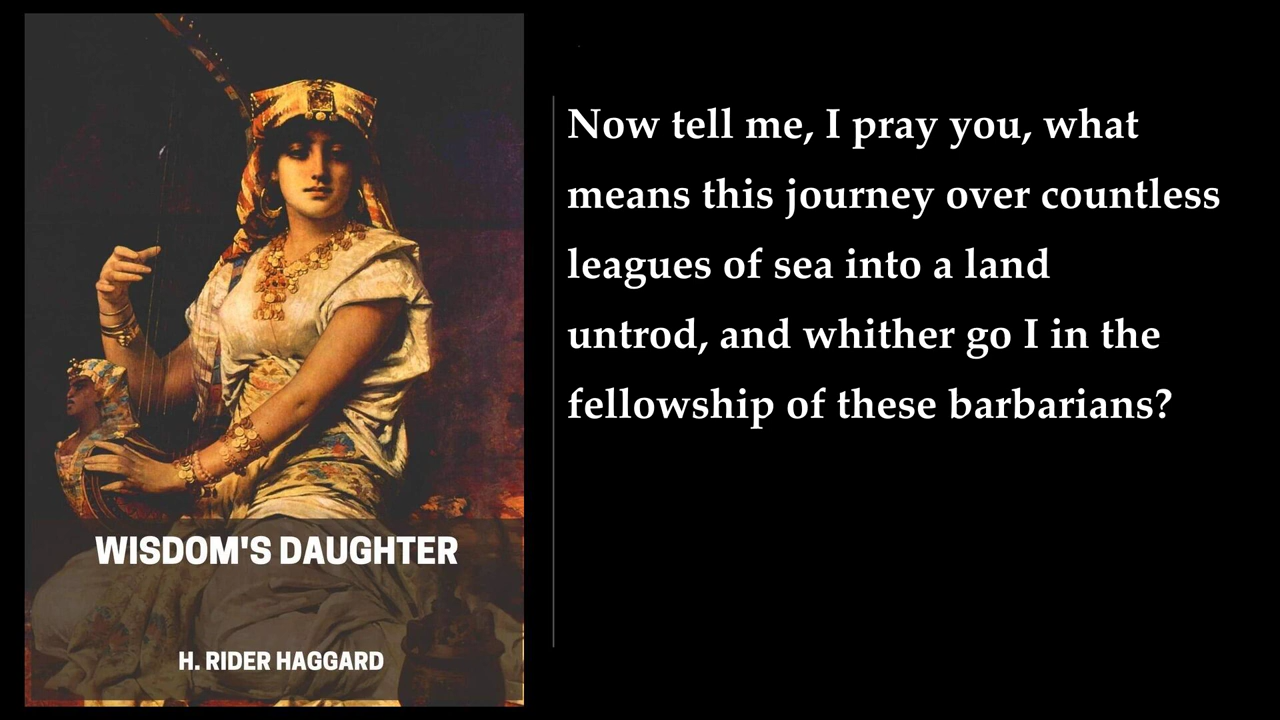 WISDOM'S DAUGHTER
H. RIDER HAGGARD
Now tell me, I pray you, what
means this journey over countless
leagues of sea into a land
untrod, and whither go I in the
fellowship of these barbarians?